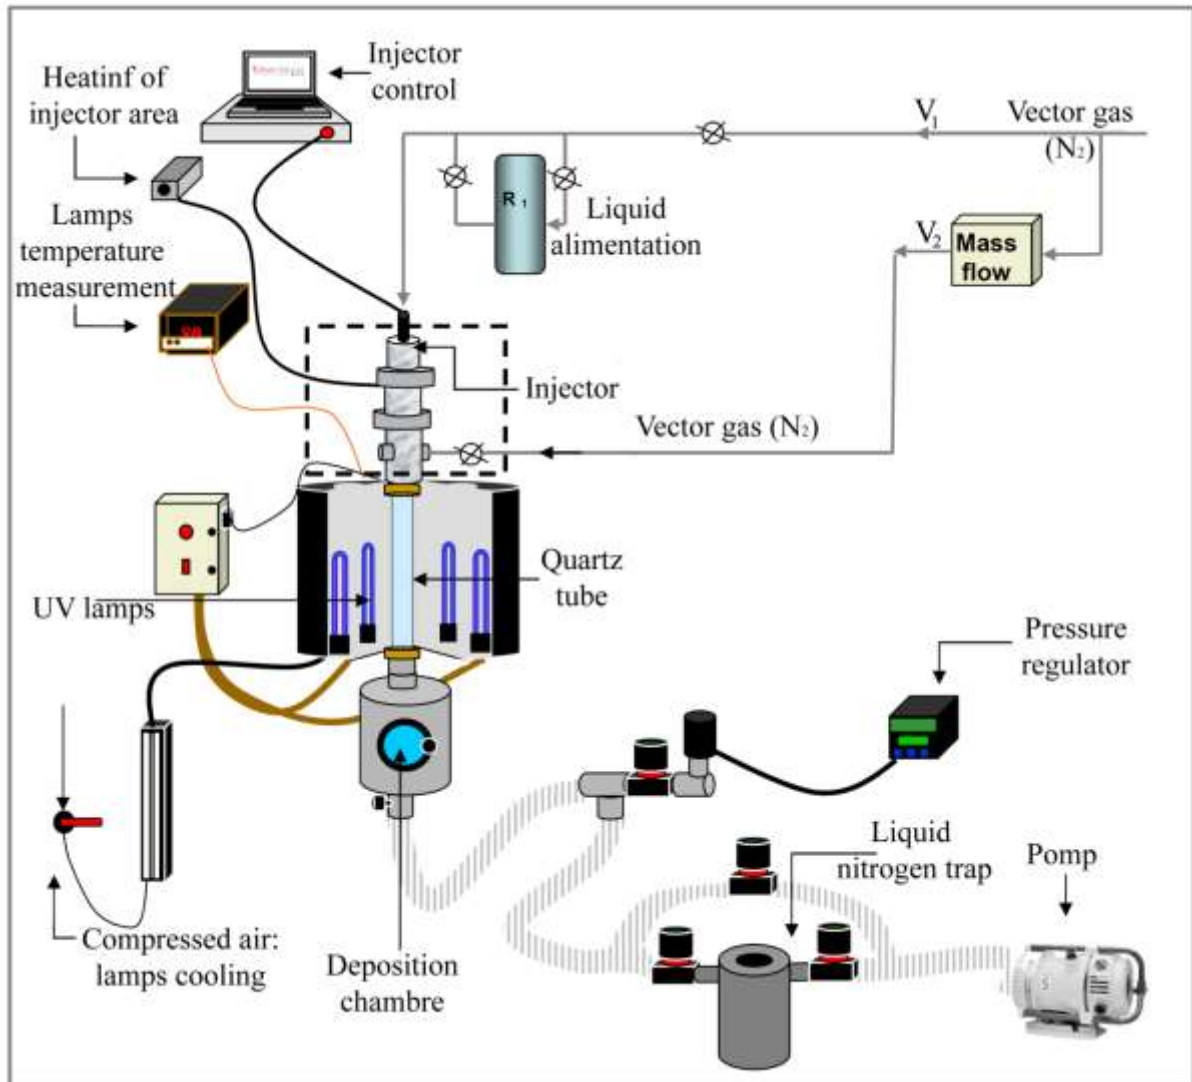 Injector
control
Heatinf of
injector area
V1
Vector gas
(N2)
R 1
Liquid
alimentation
Lamps
temperature
measurement
V2
Mass
flow
Injector
Vector gas (N2)
Quartz
tube
UV lamps
Pressure
regulator
Liquid
nitrogen trap
Pomp
Compressed air:
lamps cooling
Deposition
chambre
S